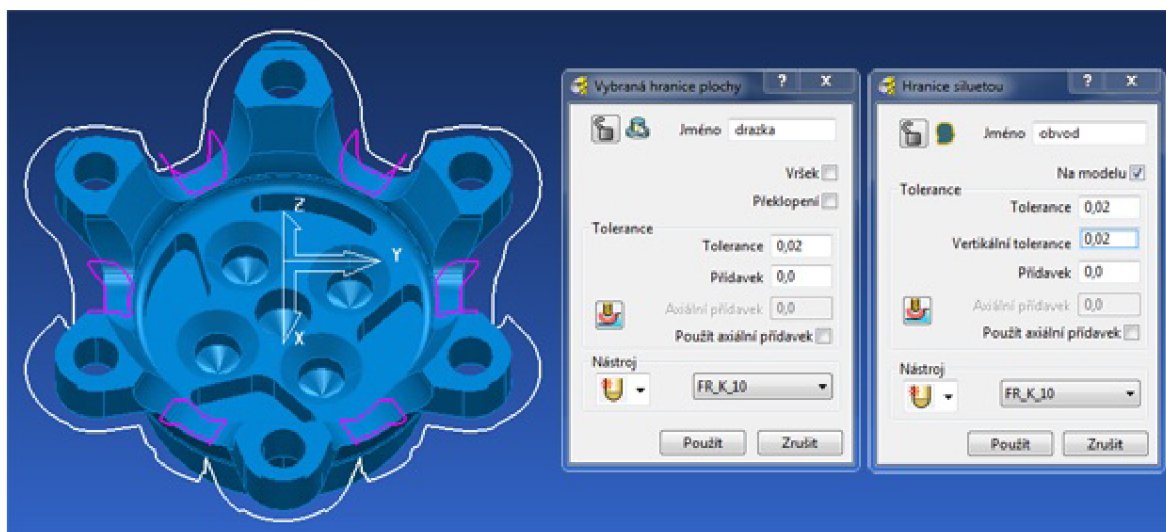 Z
Y
X
Vybraná hranice plochy
Jméno drazka
Vršek
Překlopení
Tolerance
Tolerance 0,02
Přídavek 0,0
Axiální přídavek 0,0
Použít axiální přídavek
Nástroj
FR_K_10
Použít Zrušit
Hranice siluetou
Jméno obvod
Na modelu
Tolerance
Tolerance 0,02
Vertikální tolerance 0,02
Přídavek 0,0
Axiální přídavek 0,0
Použít axiální přídavek
Nástroj
FR_K_10
Použít Zrušit